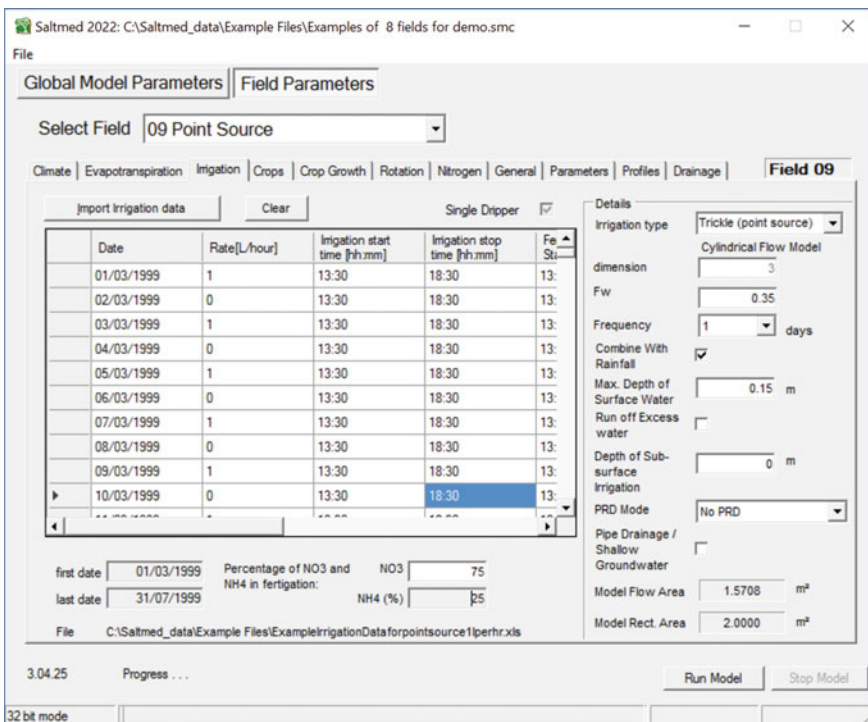 Saltmed 2022: C:\Saltmed_data\Example Files\Examples of 8 fields for demo.smc
File
Global Model Parameters Field Parameters
Select Field 09 Point Source
Climate Evapotranspiration Irrigation Crops Crop Growth Rotation Nitrogen General Parameters Profiles Drainage Field 09
Import Irrigation data Clear Single Dripper
Date Rate[L/hour] Irrigation start time [hh:mm] Irrigation stop time [hh:mm] Fe Sta
01/03/1999 1 13:30 18:30 13:
02/03/1999 0 13:30 18:30 13:
03/03/1999 1 13:30 18:30 13:
04/03/1999 0 13:30 18:30 13:
05/03/1999 1 13:30 18:30 13:
06/03/1999 0 13:30 18:30 13:
07/03/1999 1 13:30 18:30 13:
08/03/1999 0 13:30 18:30 13:
09/03/1999 1 13:30 18:30 13:
10/03/1999 0 13:30 18:30 13:
first date 01/03/1999
last date 31/07/1999
Percentage of NO3 and
NH4 in fertigation:
NO3 75
NH4 (%) 25
File C:\Saltmed_data\Example Files\ExampleIrrigationDataforpointsource1lperhr.xls
Details
Irrigation type Trickle (point source)
Cylindrical Flow Model
dimension 3
Fw 0.35
Frequency 1 days
Combine With
Rainfall
Max. Depth of
Surface Water 0.15 m
Run off Excess
water
Depth of Sub-
surface
Irrigation 0 m
PRD Mode No PRD
Pipe Drainage /
Shallow
Groundwater
Model Flow Area 1.5708 m²
Model Rect. Area 2.0000 m²
3.04.25 Progress . . . Run Model Stop Model
32 bit mode